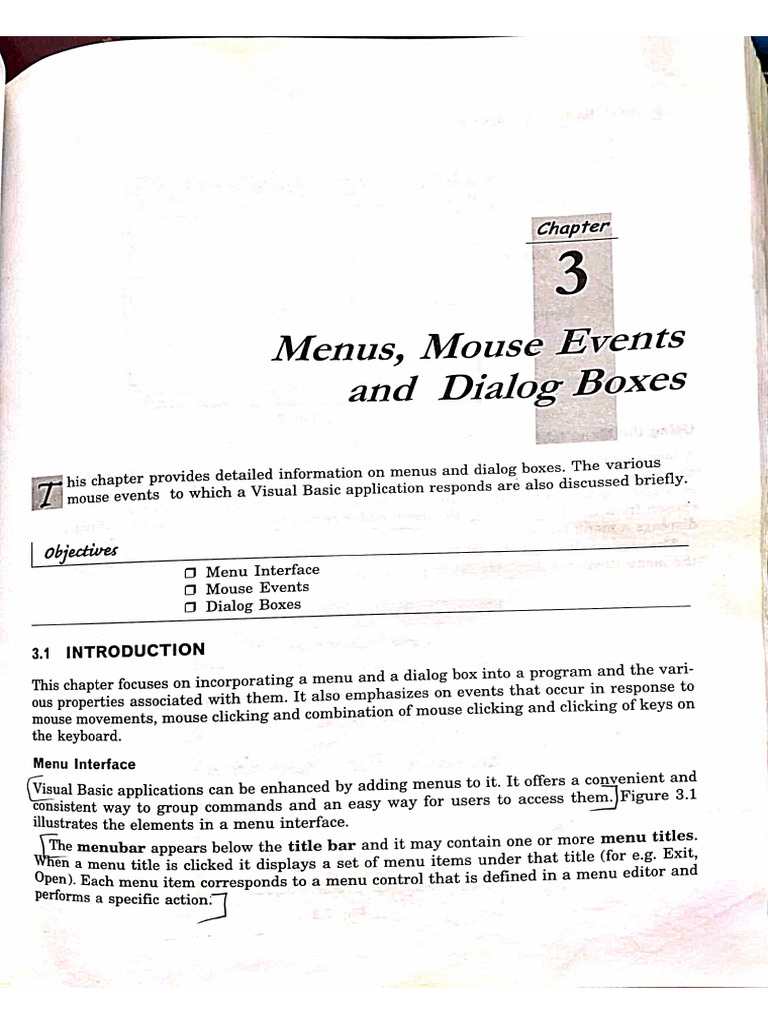 Chapter
3
Menus, Mouse Events
and Dialog Boxes
This chapter provides detailed information on menus and dialog boxes. The various
mouse events to which a Visual Basic application responds are also discussed briefly.
Objectives
❐ Menu Interface
❐ Mouse Events
❐ Dialog Boxes
3.1 INTRODUCTION
This chapter focuses on incorporating a menu and a dialog box into a program and the vari-
ous properties associated with them. It also emphasizes on events that occur in response to
mouse movements, mouse clicking and combination of mouse clicking and clicking of keys on
the keyboard.
Menu Interface
Visual Basic applications can be enhanced by adding menus to it. It offers a convenient and
consistent way to group commands and an easy way for users to access them. Figure 3.1
illustrates the elements in a menu interface.
The menubar appears below the title bar and it may contain one or more menu titles.
When a menu title is clicked it displays a set of menu items under that title (for e.g. Exit,
Open). Each menu item corresponds to a menu control that is defined in a menu editor and
performs a specific action.